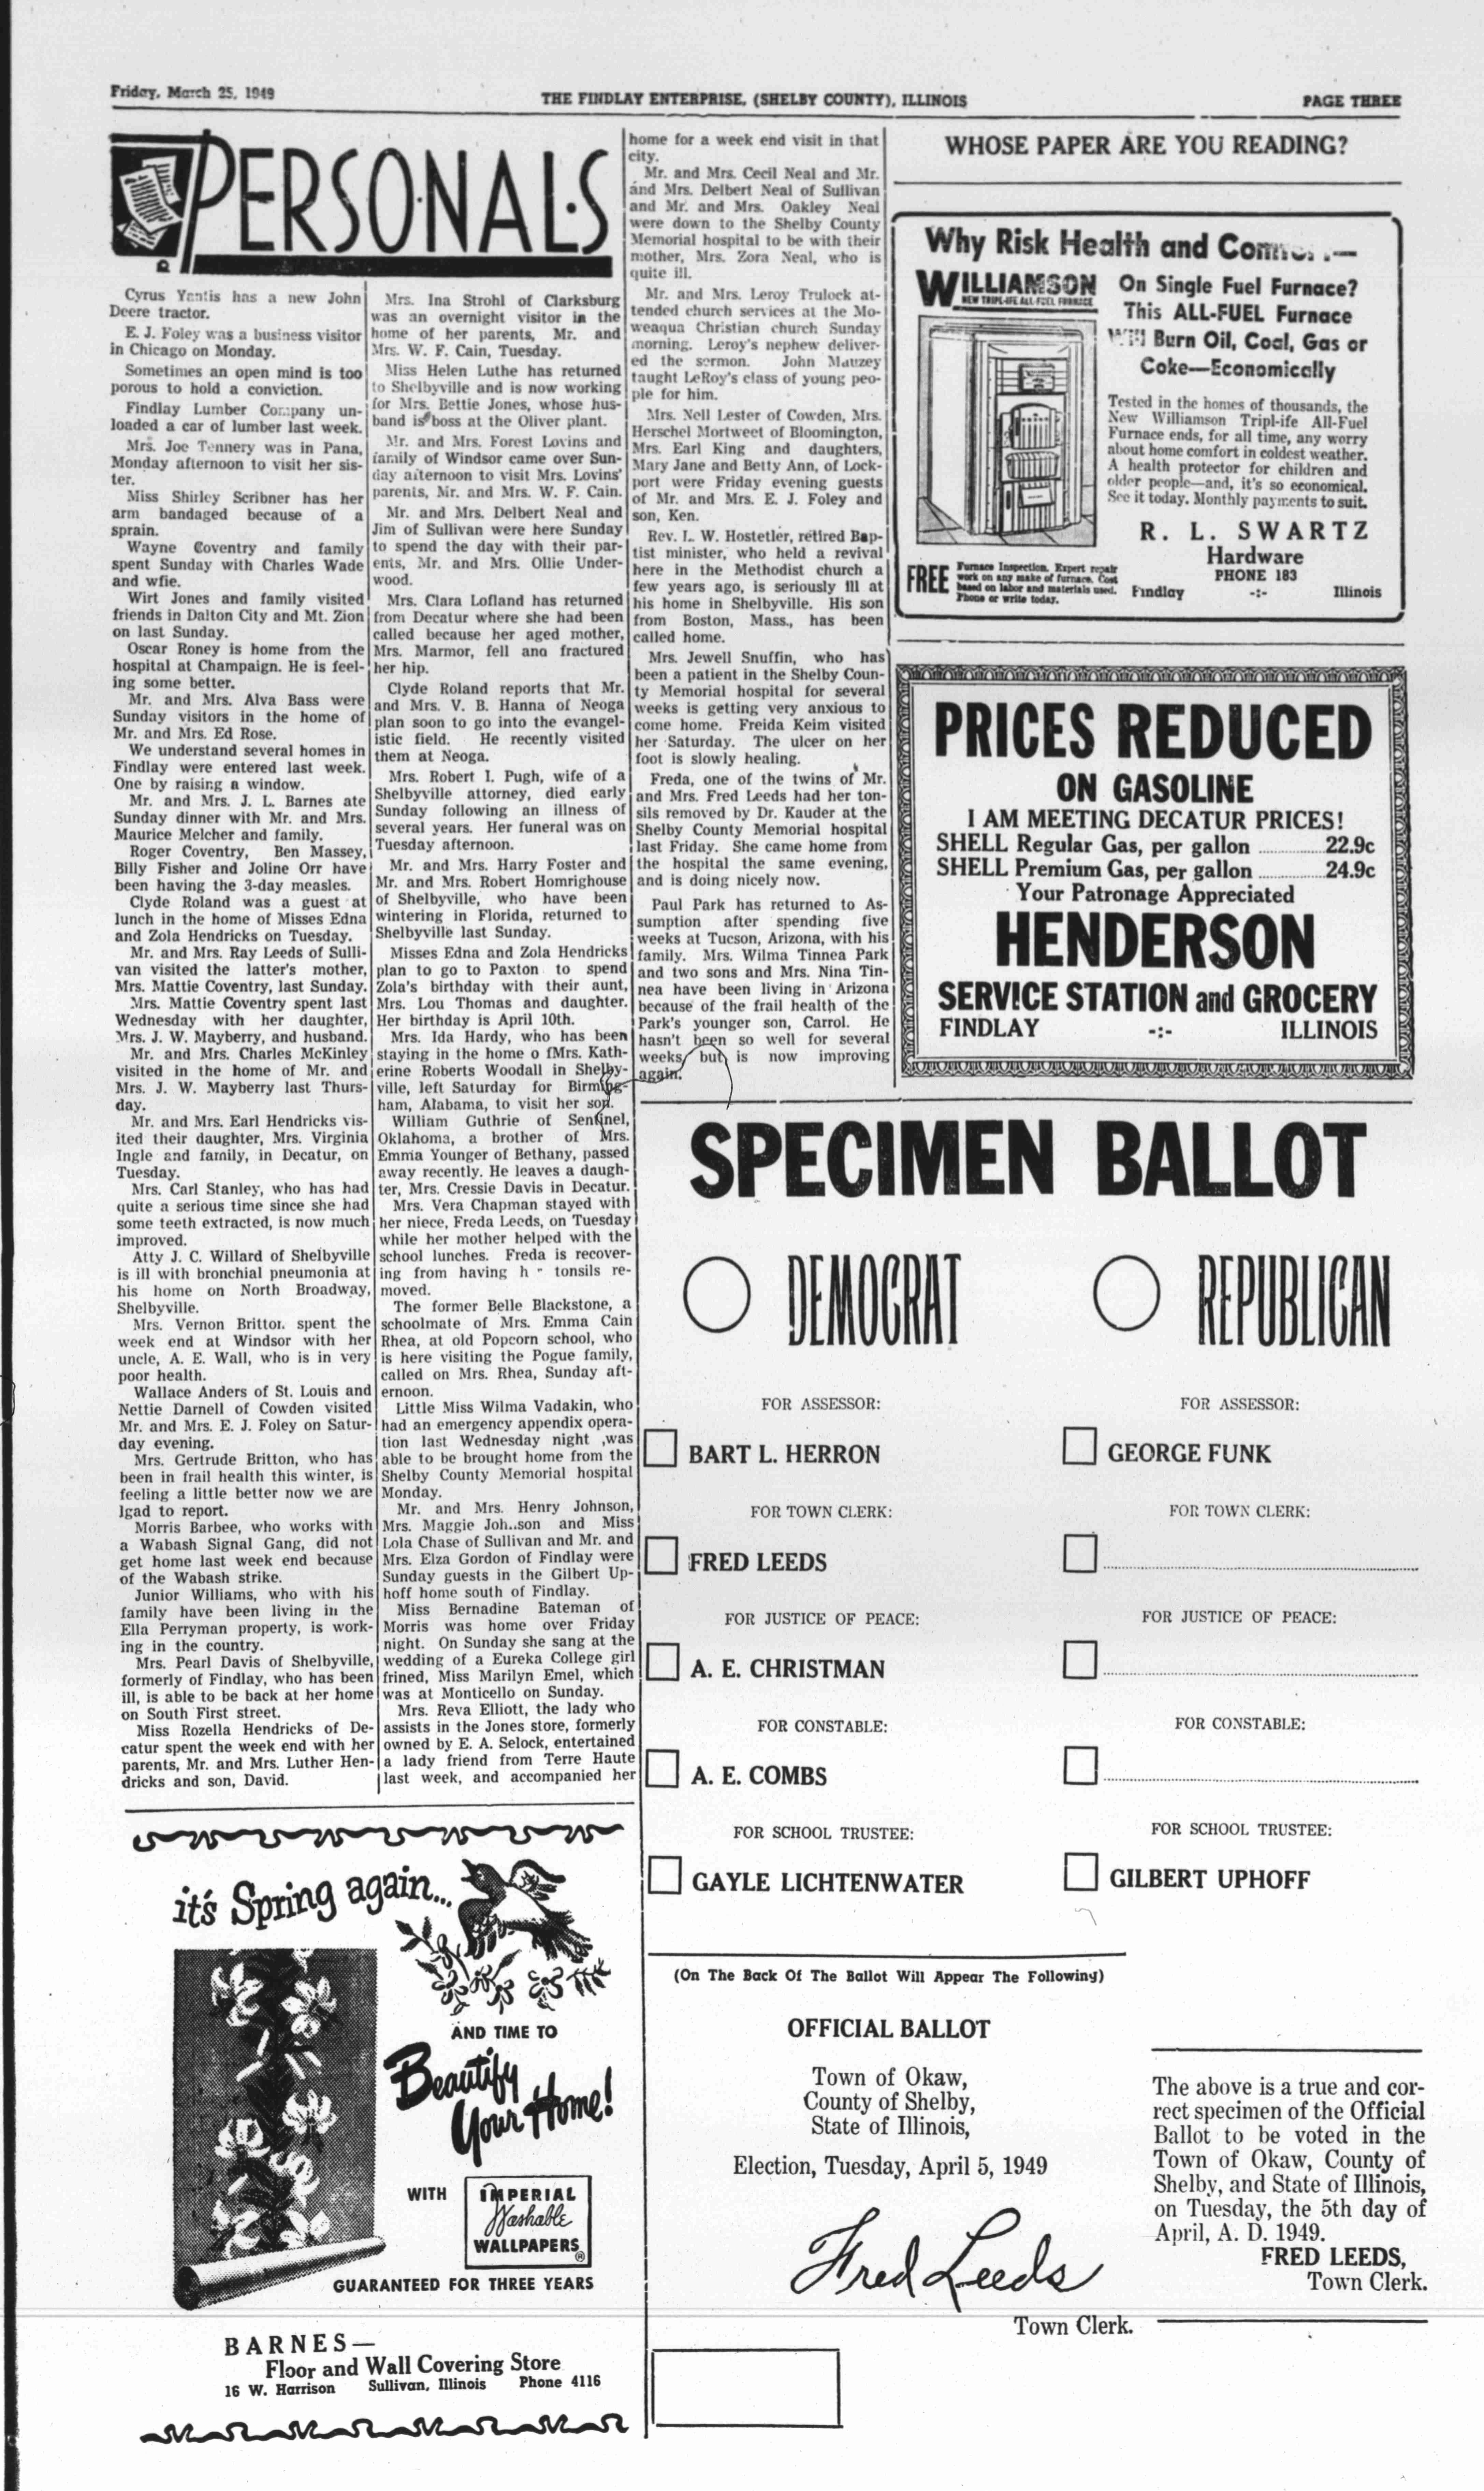 Friday, March 25, 1949
THE FINDLAY ENTERPRISE, (SHELBY COUNTY), ILLINOIS
PAGE THREE
PERSONALS
Cyrus Yantis has a new John
Deere tractor.
E. J. Foley was a business visitor
in Chicago on Monday.
Sometimes an open mind is too
porous to hold a conviction.
Findlay Lumber Company un-
loaded a car of lumber last week.
Mrs. Joe Tennery was in Pana,
Monday afternoon to visit her sis-
ter.
Miss Shirley Scribner has her
arm bandaged because of a
sprain.
Wayne Coventry and family
spent Sunday with Charles Wade
and wfie.
Wirt Jones and family visited
friends in Dalton City and Mt. Zion
on last Sunday.
Oscar Roney is home from the
hospital at Champaign. He is feel-
ing some better.
Mr. and Mrs. Alva Bass were
Sunday visitors in the home of
Mr. and Mrs. Ed Rose.
We understand several homes in
Findlay were entered last week.
One by raising a window.
Mr. and Mrs. J. L. Barnes ate
Sunday dinner with Mr. and Mrs.
Maurice Melcher and family.
Roger Coventry, Ben Massey,
Billy Fisher and Joline Orr have
been having the 3-day measles.
Clyde Roland was a guest at
lunch in the home of Misses Edna
and Zola Hendricks on Tuesday.
Mr. and Mrs. Ray Leeds of Sulli-
van visited the latter's mother,
Mrs. Mattie Coventry, last Sunday.
Mrs. Mattie Coventry spent last
Wednesday with her daughter,
Mrs. J. W. Mayberry, and husband.
Mr. and Mrs. Charles McKinley
visited in the home of Mr. and
Mrs. J. W. Mayberry last Thurs-
day.
Mr. and Mrs. Earl Hendricks vis-
ited their daughter, Mrs. Virginia
Ingle and family, in Decatur, on
Tuesday.
Mrs. Carl Stanley, who has had
quite a serious time since she had
some teeth extracted, is now much
improved.
Atty J. C. Willard of Shelbyville
is ill with bronchial pneumonia at
his home on North Broadway,
Shelbyville.
Mrs. Vernon Britton spent the
week end at Windsor with her
uncle, A. E. Wall, who is in very
poor health.
Wallace Anders of St. Louis and
Nettie Darnell of Cowden visited
Mr. and Mrs. E. J. Foley on Satur-
day evening.
Mrs. Gertrude Britton, who has
been in frail health this winter, is
feeling a little better now we are
lgad to report.
Morris Barbee, who works with
a Wabash Signal Gang, did not
get home last week end because
of the Wabash strike.
Junior Williams, who with his
family have been living in the
Ella Perryman property, is work-
ing in the country.
Mrs. Pearl Davis of Shelbyville,
formerly of Findlay, who has been
ill, is able to be back at her home
on South First street.
Miss Rozella Hendricks of De-
catur spent the week end with her
parents, Mr. and Mrs. Luther Hen-
dricks and son, David.
Mrs. Ina Strohl of Clarksburg
was an overnight visitor in the
home of her parents, Mr. and
Mrs. W. F. Cain, Tuesday.
Miss Helen Luthe has returned
to Shelbyville and is now working
for Mrs. Bettie Jones, whose hus-
band is boss at the Oliver plant.
Mr. and Mrs. Forest Lovins and
family of Windsor came over Sun-
day afternoon to visit Mrs. Lovins'
parents, Mr. and Mrs. W. F. Cain.
Mr. and Mrs. Delbert Neal and
Jim of Sullivan were here Sunday
to spend the day with their par-
ents, Mr. and Mrs. Ollie Under-
wood.
Mrs. Clara Lofland has returned
from Decatur where she had been
called because her aged mother,
Mrs. Marmor, fell and fractured
her hip.
Clyde Roland reports that Mr.
and Mrs. V. B. Hanna of Neoga
plan soon to go into the evangel-
istic field. He recently visited
them at Neoga.
Mrs. Robert I. Pugh, wife of a
Shelbyville attorney, died early
Sunday following an illness of
several years. Her funeral was on
Tuesday afternoon.
Mr. and Mrs. Harry Foster and
Mr. and Mrs. Robert Homrighouse
of Shelbyville, who have been
wintering in Florida, returned to
Shelbyville last Sunday.
Misses Edna and Zola Hendricks
plan to go to Paxton to spend
Zola's birthday with their aunt,
Mrs. Lou Thomas and daughter.
Her birthday is April 10th.
Mrs. Ida Hardy, who has been
staying in the home o fMrs. Kath-
erine Roberts Woodall in Shelby-
ville, left Saturday for Birming-
ham, Alabama, to visit her son.
William Guthrie of Sentinel,
Oklahoma, a brother of Mrs.
Emma Younger of Bethany, passed
away recently. He leaves a daugh-
ter, Mrs. Cressie Davis in Decatur.
Mrs. Vera Chapman stayed with
her niece, Freda Leeds, on Tuesday
while her mother helped with the
school lunches. Freda is recover-
ing from having h tonsils re-
moved.
The former Belle Blackstone, a
schoolmate of Mrs. Emma Cain
Rhea, at old Popcorn school, who
is here visiting the Pogue family,
called on Mrs. Rhea, Sunday aft-
ernoon.
Little Miss Wilma Vadakin, who
had an emergency appendix opera-
tion last Wednesday night ,was
able to be brought home from the
Shelby County Memorial hospital
Monday.
Mr. and Mrs. Henry Johnson,
Mrs. Maggie Joh..son and Miss
Lola Chase of Sullivan and Mr. and
Mrs. Elza Gordon of Findlay were
Sunday guests in the Gilbert Up-
hoff home south of Findlay.
Miss Bernadine Bateman of
Morris was home over Friday
night. On Sunday she sang at the
wedding of a Eureka College girl
frined, Miss Marilyn Emel, which
was at Monticello on Sunday.
Mrs. Reva Elliott, the lady who
assists in the Jones store, formerly
owned by E. A. Selock, entertained
a lady friend from Terre Haute
last week, and accompanied her
home for a week end visit in that
city.
Mr. and Mrs. Cecil Neal and Mr.
and Mrs. Delbert Neal of Sullivan
and Mr. and Mrs. Oakley Neal
were down to the Shelby County
Memorial hospital to be with their
mother, Mrs. Zora Neal, who is
quite ill.
Mr. and Mrs. Leroy Trulock at-
tended church services at the Mo-
weaqua Christian church Sunday
morning. Leroy's nephew deliver-
ed the sermon. John Mauzey
taught LeRoy's class of young peo-
ple for him.
Mrs. Nell Lester of Cowden, Mrs.
Herschel Mortweet of Bloomington,
Mrs. Earl King and daughters,
Mary Jane and Betty Ann, of Lock-
port were Friday evening guests
of Mr. and Mrs. E. J. Foley and
son, Ken.
Rev. L. W. Hostetler, retired Bap-
tist minister, who held a revival
here in the Methodist church a
few years ago, is seriously ill at
his home in Shelbyville. His son
from Boston, Mass., has been
called home.
Mrs. Jewell Snuffin, who has
been a patient in the Shelby Coun-
ty Memorial hospital for several
weeks is getting very anxious to
come home. Freida Keim visited
her Saturday. The ulcer on her
foot is slowly healing.
Freda, one of the twins of Mr.
and Mrs. Fred Leeds had her ton-
sils removed by Dr. Kauder at the
Shelby County Memorial hospital
last Friday. She came home from
the hospital the same evening,
and is doing nicely now.
Paul Park has returned to As-
sumption after spending five
weeks at Tucson, Arizona, with his
family. Mrs. Wilma Tinnea Park
and two sons and Mrs. Nina Tin-
nea have been living in Arizona
because of the frail health of the
Park's younger son, Carrol. He
hasn't been so well for several
weeks, but is now improving
again.
WHOSE PAPER ARE YOU READING?
Why Risk Health and
WILLIAMSON
NEW TRIPL-IFE ALL-FUEL FURNACE
On Single Fuel Furnace?
This ALL-FUEL Furnace
Will Burn Oil, Coal, Gas or
Coke—Economically
Tested in the homes of thousands, the
New Williamson Tripl-ife All-Fuel
Furnace ends, for all time, any worry
about home comfort in coldest weather.
A health protector for children and
older people—and, it's so economical.
See it today. Monthly payments to suit.
R. L. SWARTZ
Hardware
PHONE 183
Findlay -:- Illinois
FREE
Furnace Inspection. Expert repair
work on any make of furnace. Cost
based on labor and materials used.
Phone or write today.
PRICES REDUCED
ON GASOLINE
I AM MEETING DECATUR PRICES!
SHELL Regular Gas, per gallon ............ 22.9c
SHELL Premium Gas, per gallon ............ 24.9c
Your Patronage Appreciated
HENDERSON
SERVICE STATION and GROCERY
FINDLAY -:- ILLINOIS
SPECIMEN BALLOT
DEMOCRAT
FOR ASSESSOR:
BART L. HERRON
FOR TOWN CLERK:
FRED LEEDS
FOR JUSTICE OF PEACE:
A. E. CHRISTMAN
FOR CONSTABLE:
A. E. COMBS
FOR SCHOOL TRUSTEE:
GAYLE LICHTENWATER
REPUBLICAN
FOR ASSESSOR:
GEORGE FUNK
FOR TOWN CLERK:
FOR JUSTICE OF PEACE:
FOR CONSTABLE:
FOR SCHOOL TRUSTEE:
GILBERT UPHOFF
(On The Back Of The Ballot Will Appear The Following)
OFFICIAL BALLOT
Town of Okaw,
County of Shelby,
State of Illinois,
Election, Tuesday, April 5, 1949
Fred Leeds
Town Clerk.
The above is a true and cor-
rect specimen of the Official
Ballot to be voted in the
Town of Okaw, County of
Shelby, and State of Illinois,
on Tuesday, the 5th day of
April, A. D. 1949.
FRED LEEDS,
Town Clerk.
it's Spring again...
AND TIME TO
Beautify
Your Home!
WITH
IMPERIAL
Washable
WALLPAPERS
®
GUARANTEED FOR THREE YEARS
BARNES—
Floor and Wall Covering Store
16 W. Harrison Sullivan, Illinois Phone 4116